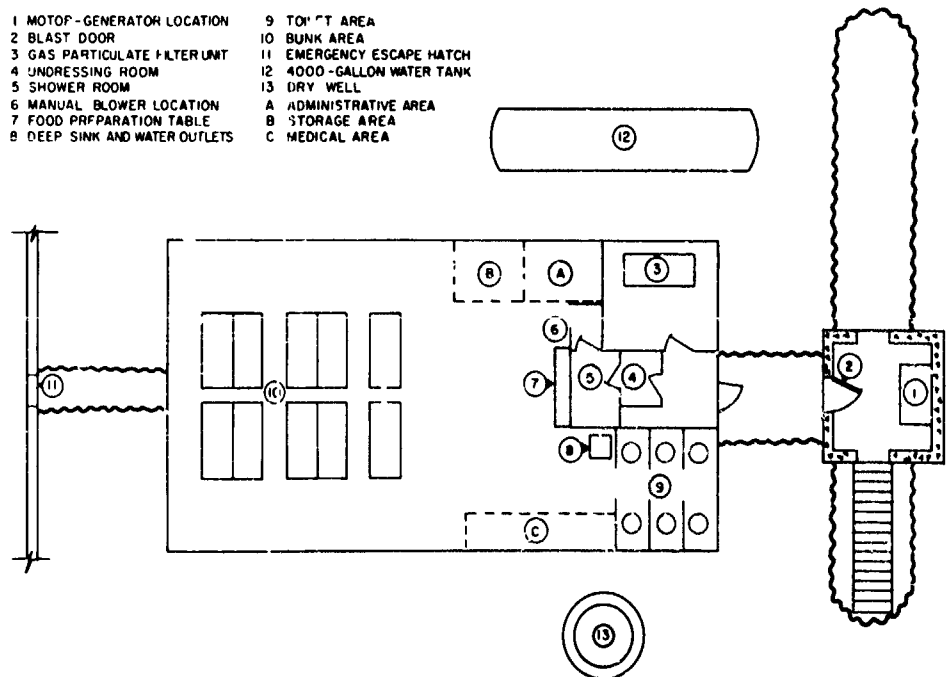 1 MOTOR-GENERATOR LOCATION
2 BLAST DOOR
3 GAS PARTICULATE FILTER UNIT
4 UNDRESSING ROOM
5 SHOWER ROOM
6 MANUAL BLOWER LOCATION
7 FOOD PREPARATION TABLE
8 DEEP SINK AND WATER OUTLETS
9 TOILET AREA
10 BUNK AREA
11 EMERGENCY ESCAPE HATCH
12 4000-GALLON WATER TANK
13 DRY WELL
A ADMINISTRATIVE AREA
B STORAGE AREA
C MEDICAL AREA
12
B
A
3
6
2
11
10
7
5
4
1
8
9
C
13